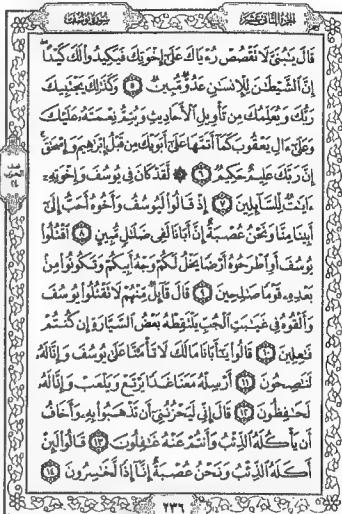 سورة يوسف
الجزء الثاني عشر
قَالَ يَٰبُنَىَّ لَا تَقْصُصْ رُءْيَاكَ عَلَىٰٓ إِخْوَتِكَ فَيَكِيدُوا۟ لَكَ كَيْدًا
إِنَّ ٱلشَّيْطَٰنَ لِلْإِنسَٰنِ عَدُوٌّ مُّبِينٌ ٥ وَكَذَٰلِكَ يَجْتَبِيكَ
رَبُّكَ وَيُعَلِّمُكَ مِن تَأْوِيلِ ٱلْأَحَادِيثِ وَيُتِمُّ نِعْمَتَهُۥ عَلَيْكَ
وَعَلَىٰٓ ءَالِ يَعْقُوبَ كَمَآ أَتَمَّهَا عَلَىٰٓ أَبَوَيْكَ مِن قَبْلُ إِبْرَٰهِيمَ وَإِسْحَٰقَ
إِنَّ رَبَّكَ عَلِيمٌ حَكِيمٌ ٦ ۞ لَّقَدْ كَانَ فِى يُوسُفَ وَإِخْوَتِهِۦٓ
ءَايَٰتٌ لِّلسَّآئِلِينَ ٧ إِذْ قَالُوا۟ لَيُوسُفُ وَأَخُوهُ أَحَبُّ إِلَىٰٓ
أَبِينَا مِنَّا وَنَحْنُ عُصْبَةٌ إِنَّ أَبَانَا لَفِى ضَلَٰلٍ مُّبِينٍ ٨ ٱقْتُلُوا۟
يُوسُفَ أَوِ ٱطْرَحُوهُ أَرْضًا يَخْلُ لَكُمْ وَجْهُ أَبِيكُمْ وَتَكُونُوا۟ مِنۢ
بَعْدِهِۦ قَوْمًا صَٰلِحِينَ ٩ قَالَ قَآئِلٌ مِّنْهُمْ لَا تَقْتُلُوا۟ يُوسُفَ
وَأَلْقُوهُ فِى غَيَٰبَتِ ٱلْجُبِّ يَلْتَقِطْهُ بَعْضُ ٱلسَّيَّارَةِ إِن كُنتُمْ
فَٰعِلِينَ ١٠ قَالُوا۟ يَٰٓأَبَانَا مَا لَكَ لَا تَأْمَ۫نَّا عَلَىٰ يُوسُفَ وَإِنَّا لَهُۥ
لَنَٰصِحُونَ ١١ أَرْسِلْهُ مَعَنَا غَدًا يَرْتَعْ وَيَلْعَبْ وَإِنَّا لَهُۥ
لَحَٰفِظُونَ ١٢ قَالَ إِنِّى لَيَحْزُنُنِىٓ أَن تَذْهَبُوا۟ بِهِۦ وَأَخَافُ
أَن يَأْكُلَهُ ٱلذِّئْبُ وَأَنتُمْ عَنْهُ غَٰفِلُونَ ١٣ قَالُوا۟ لَئِنْ
أَكَلَهُ ٱلذِّئْبُ وَنَحْنُ عُصْبَةٌ إِنَّآ إِذًا لَّخَٰسِرُونَ ١٤
٢٣٦